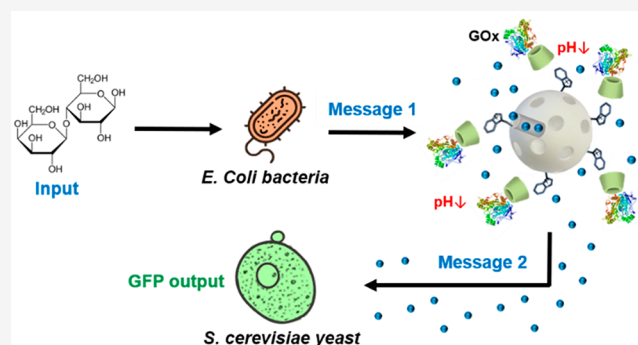 GOx
pH↓
CH₂OH
O
OH
OH
OH
CH₂OH
O
O
OH
OH
OH
Input
E. Coli bacteria
Message 1
pH↓
GFP output
Message 2
S. cerevisiae yeast